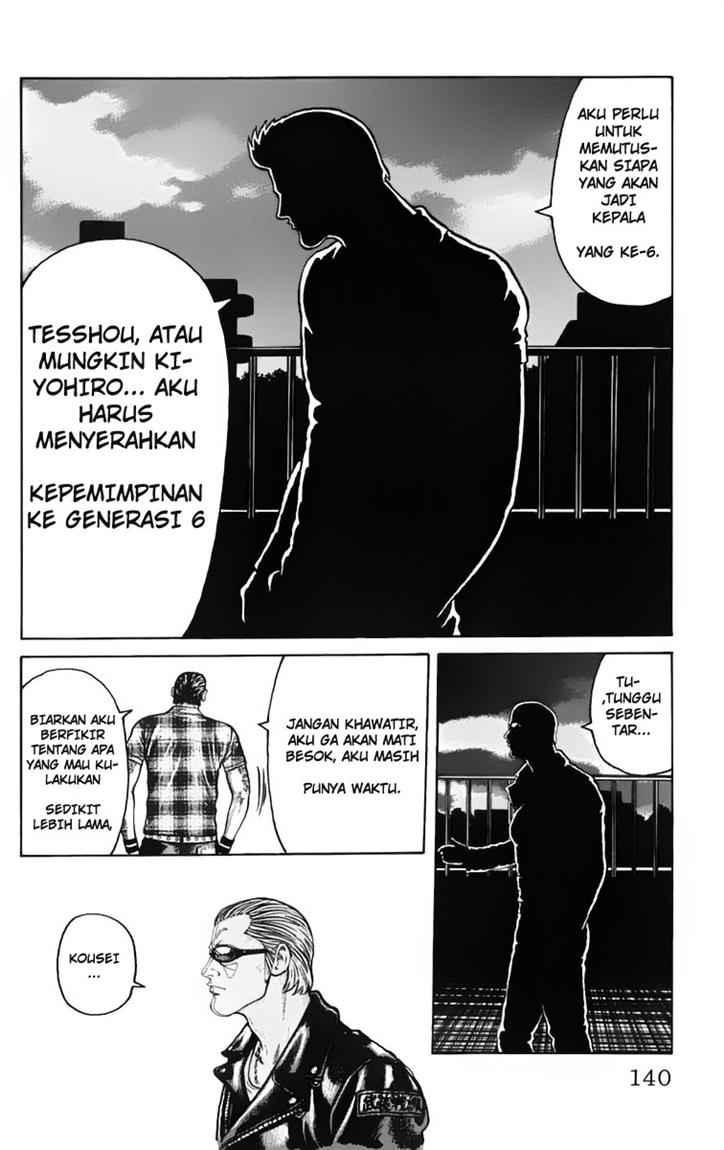 AKU PERLU
UNTUK
MEMUTUS-
KAN SIAPA
YANG AKAN
JADI
KEPALA
YANG KE-6.
TESSHOU, ATAU
MUNGKIN KI-
YOHIRO... AKU
HARUS
MENYERAHKAN
KEPEMIMPINAN
KE GENERASI 6
TU-
,TUNGGU
SEBEN-
TAR...
JANGAN KHAWATIR,
AKU GA AKAN MATI
BESOK, AKU MASIH
PUNYA WAKTU.
BIARKAN AKU
BERFIKIR
TENTANG APA
YANG MAU KU-
LAKUKAN
SEDIKIT
LEBIH LAMA,
KOUSEI
...
140